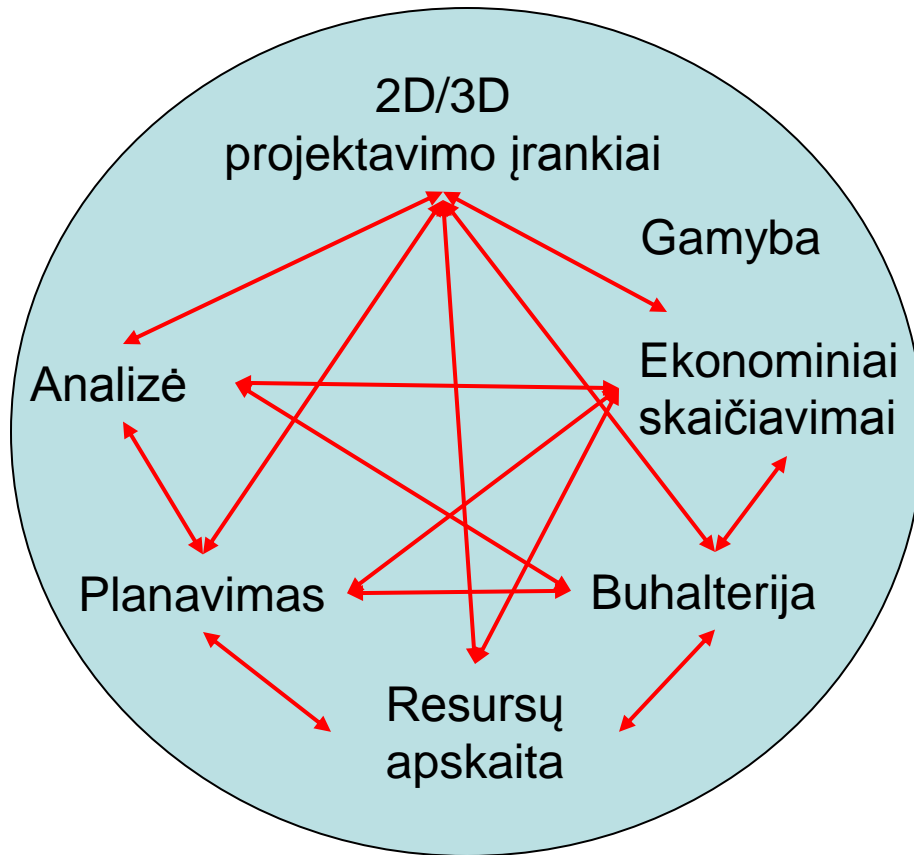 2D/3D
projektavimo įrankiai
Gamyba
Analizė
Ekonominiai
skaičiavimai
Planavimas
Buhalterija
Resursų
apskaita